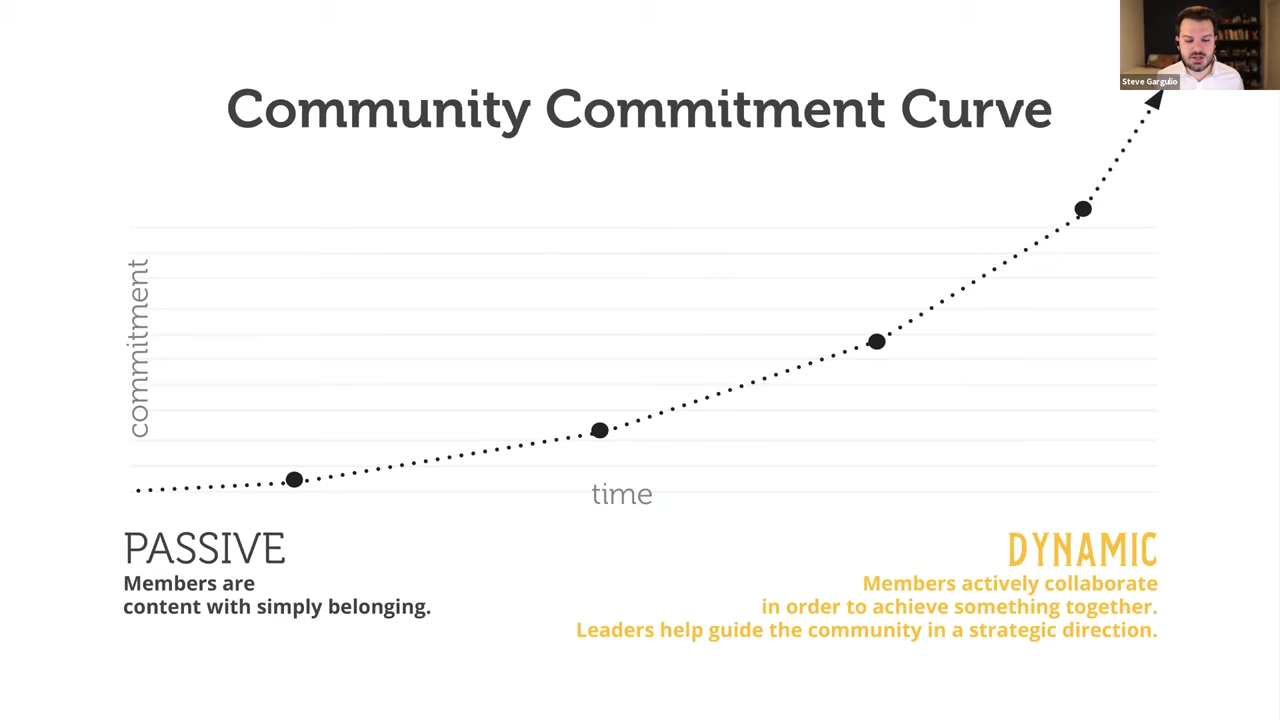 Steve Gargulio
Community Commitment Curve
commitment
time
PASSIVE
Members are
content with simply belonging.
DYNAMIC
Members actively collaborate
in order to achieve something together.
Leaders help guide the community in a strategic direction.